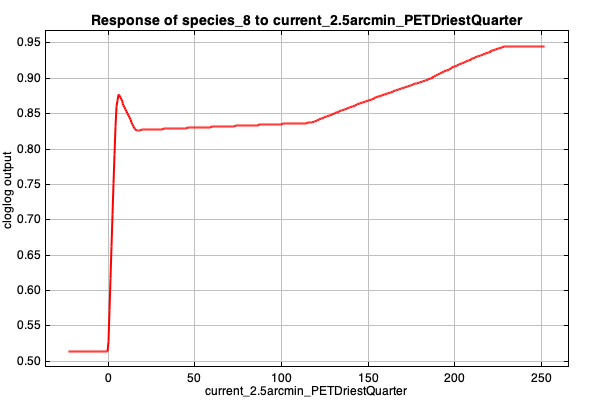 Response of species_8 to current_2.5arcmin_PETDriestQuarter
cloglog output
0.95
0.90
0.85
0.80
0.75
0.70
0.65
0.60
0.55
0.50
0 50 100 150 200 250
current_2.5arcmin_PETDriestQuarter